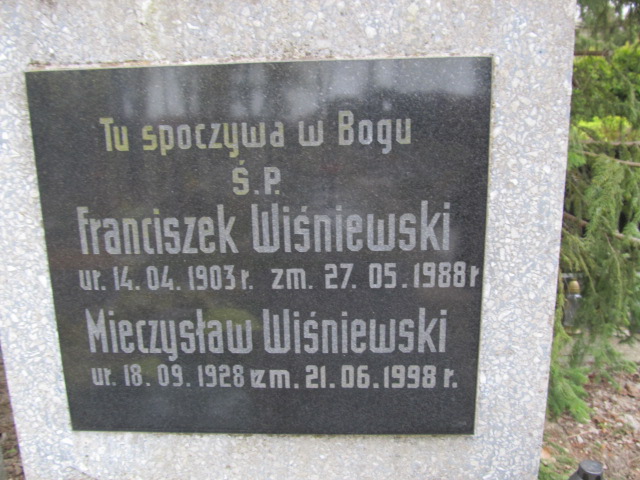 Tu spoczywa w Bogu
Ś.P.
Franciszek Wiśniewski
ur. 14. 04. 1903 r. zm. 27. 05. 1988 r
Mieczysław Wiśniewski
ur. 18. 09. 1928 r. zm. 21. 06. 1998 r.